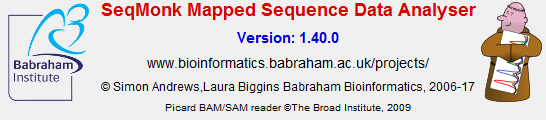 SeqMonk Mapped Sequence Data Analyser
Version: 1.40.0
www.bioinformatics.babraham.ac.uk/projects/
© Simon Andrews,Laura Biggins Babraham Bioinformatics, 2006-17
Picard BAM/SAM reader ©The Broad Institute, 2009
Babraham
Institute